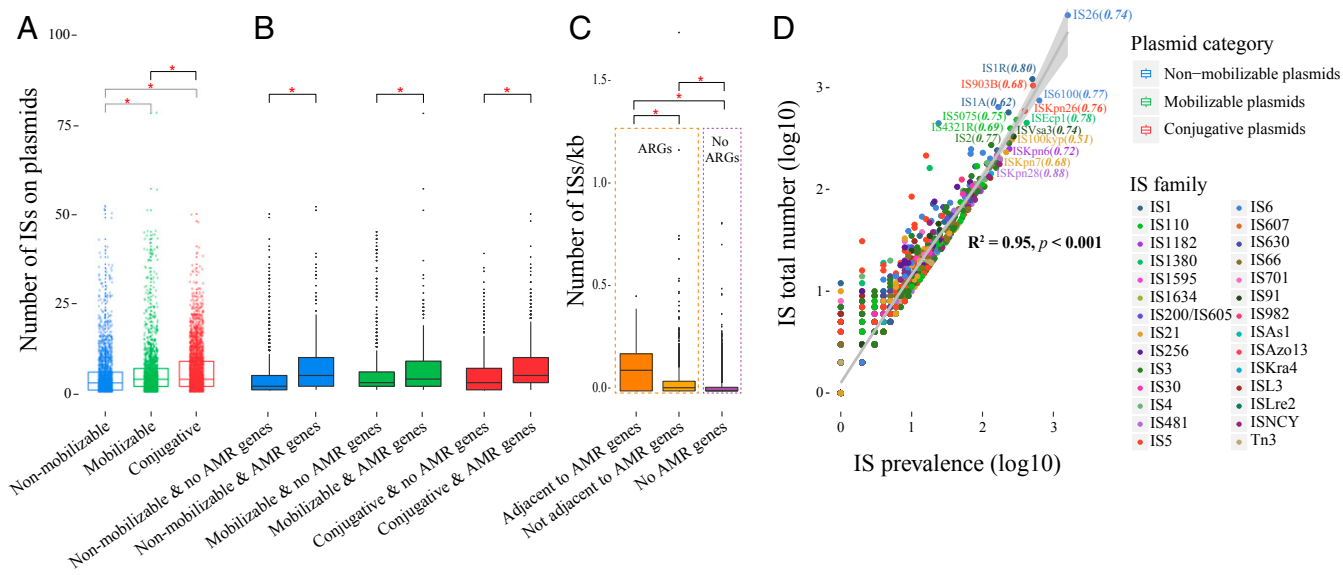 A
B
C
D
Number of ISs on plasmids
100
75
50
25
0
*
*
*
Non-mobilizable
Mobilizable
Conjugative
*
*
*
Non-mobilizable & no AMR genes
Non-mobilizable & AMR genes
Mobilizable & no AMR genes
Mobilizable & AMR genes
Conjugative & no AMR genes
Conjugative & AMR genes
Number of ISs/kb
1.5
1.0
0.5
0.0
*
*
*
ARGs
No
ARGs
Adjacent to AMR genes
Not adjacent to AMR genes
No AMR genes
IS total number (log10)
3
2
1
0
0
1
2
3
IS prevalence (log10)
IS26(0.74)
IS1R(0.80)
IS903B(0.68)
IS6100(0.77)
IS1A(0.62)
ISKpn26(0.76)
IS5075(0.75)
ISEcp1(0.78)
IS4321R(0.69)
ISVsa3(0.74)
IS2(0.77)
IS100kyp(0.51)
ISKpn6(0.72)
ISKpn7(0.68)
ISKpn28(0.88)
R² = 0.95, p < 0.001
Plasmid category
Non−mobilizable plasmids
Mobilizable plasmids
Conjugative plasmids
IS family
IS1
IS110
IS1182
IS1380
IS1595
IS1634
IS200/IS605
IS21
IS256
IS3
IS30
IS4
IS481
IS5
IS6
IS607
IS630
IS66
IS701
IS91
IS982
ISAs1
ISAzo13
ISKra4
ISL3
ISLre2
ISNCY
Tn3